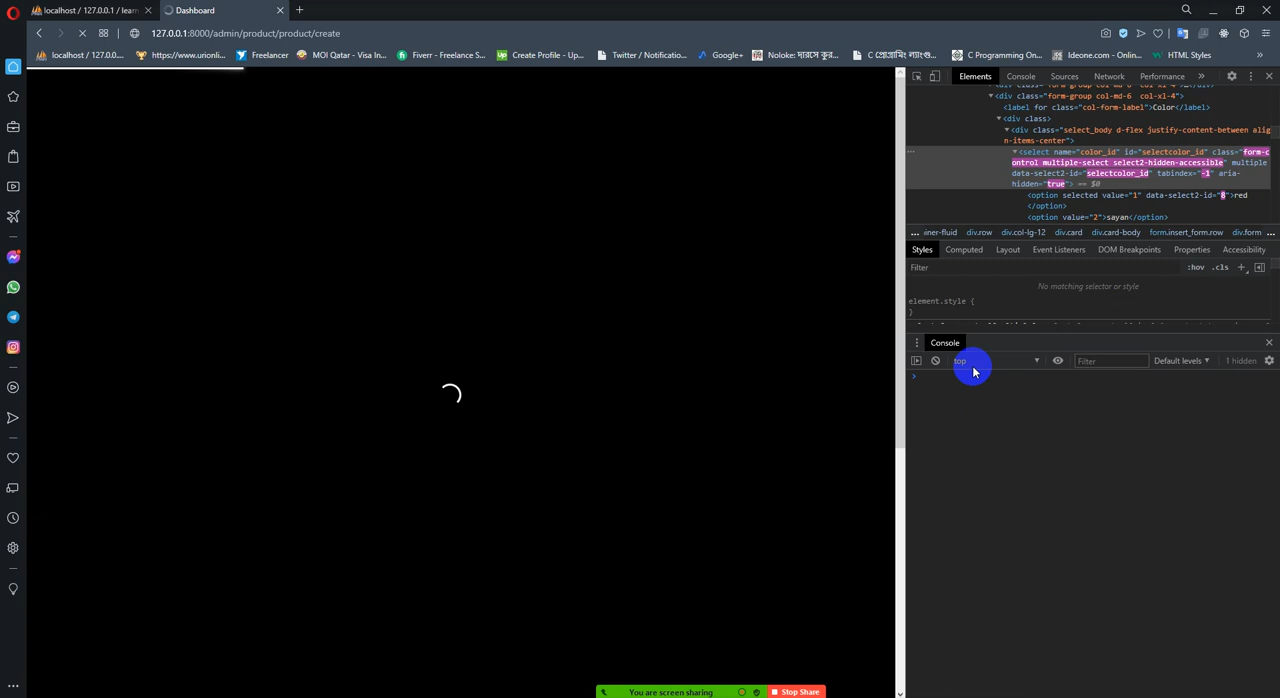 localhost / 127.0.0.1 / learn
Dashboard
127.0.0.1:8000/admin/product/product/create
localhost / 127.0.0....
https://www.urionli...
Freelancer
MOI Qatar - Visa In...
Fiverr - Freelance S...
Create Profile - Up...
Twitter / Notificatio...
Google+
C Programming On...
Ideone.com - Onlin...
HTML Styles
»
Elements
Console
Sources
Network
Performance
»
<div class="form-group col-md-6  col-xl-4">
<label for class="col-form-label">Color</label>
<div class>
<div class="select_body d-flex justify-content-between alig
n-items-center">
<select name="color_id" id="selectcolor_id" class="form-c
ontrol multiple-select select2-hidden-accessible" multiple
data-select2-id="selectcolor_id" tabindex="-1" aria-
hidden="true"> == $0
<option selected value="1" data-select2-id="8">red
</option>
<option value="2">sayan</option>
... iner-fluid div.row div.col-lg-12 div.card div.card-body form.insert_form.row div.form ...
Styles
Computed
Layout
Event Listeners
DOM Breakpoints
Properties
Accessibility
Filter
:hov .cls +
No matching selector or style
element.style {
}
Console
top
Filter
Default levels
1 hidden
You are screen sharing
Stop Share